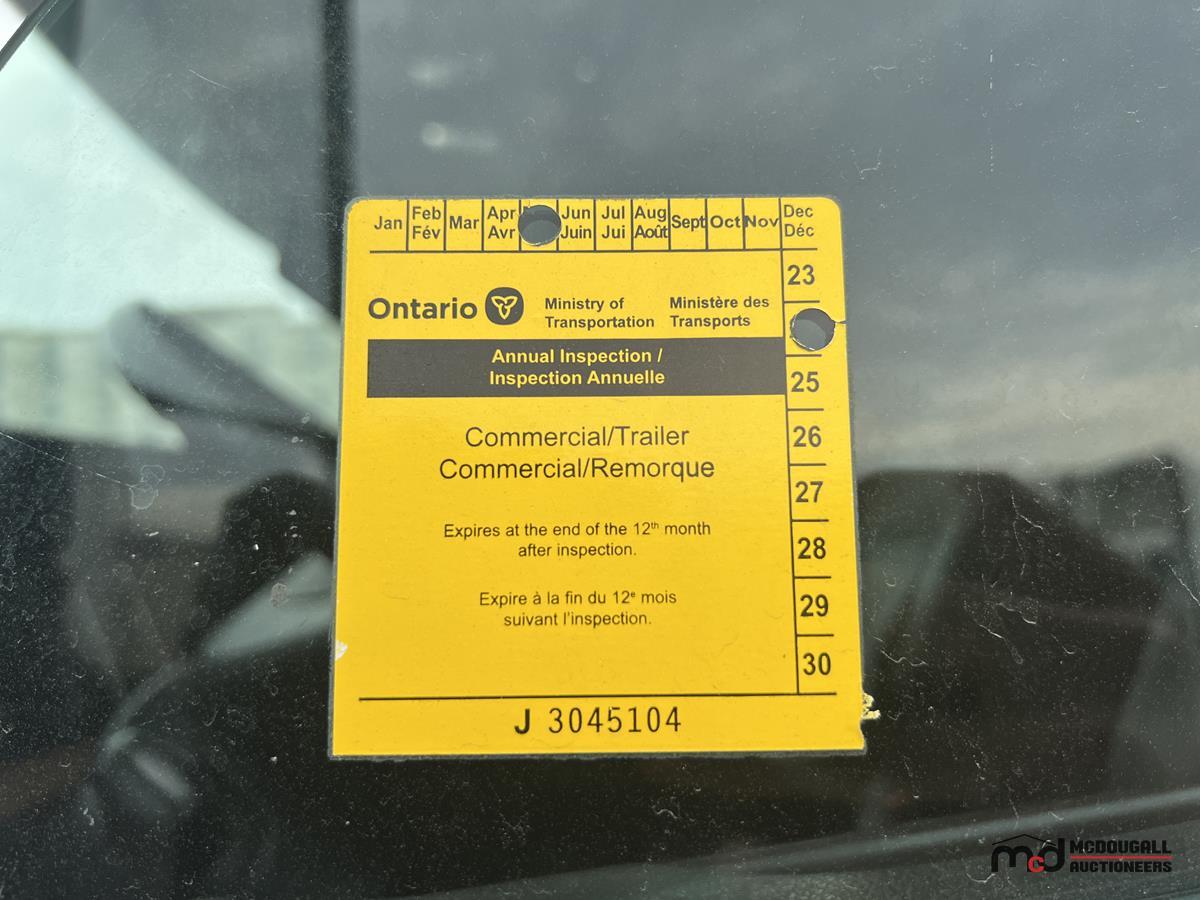 Jan Feb Mar Apr Jun Jul Aug Sept Oct Nov Dec
Fév Avr Juin Jui Août Déc
23
Ontario Ministry of Ministère des
Transportation Transports
Annual Inspection /
Inspection Annuelle
25
Commercial/Trailer 26
Commercial/Remorque
27
Expires at the end of the 12th month
after inspection. 28
Expire à la fin du 12e mois 29
suivant l'inspection.
30
J 3045104
mcd MCDOUGALL
AUCTIONEERS